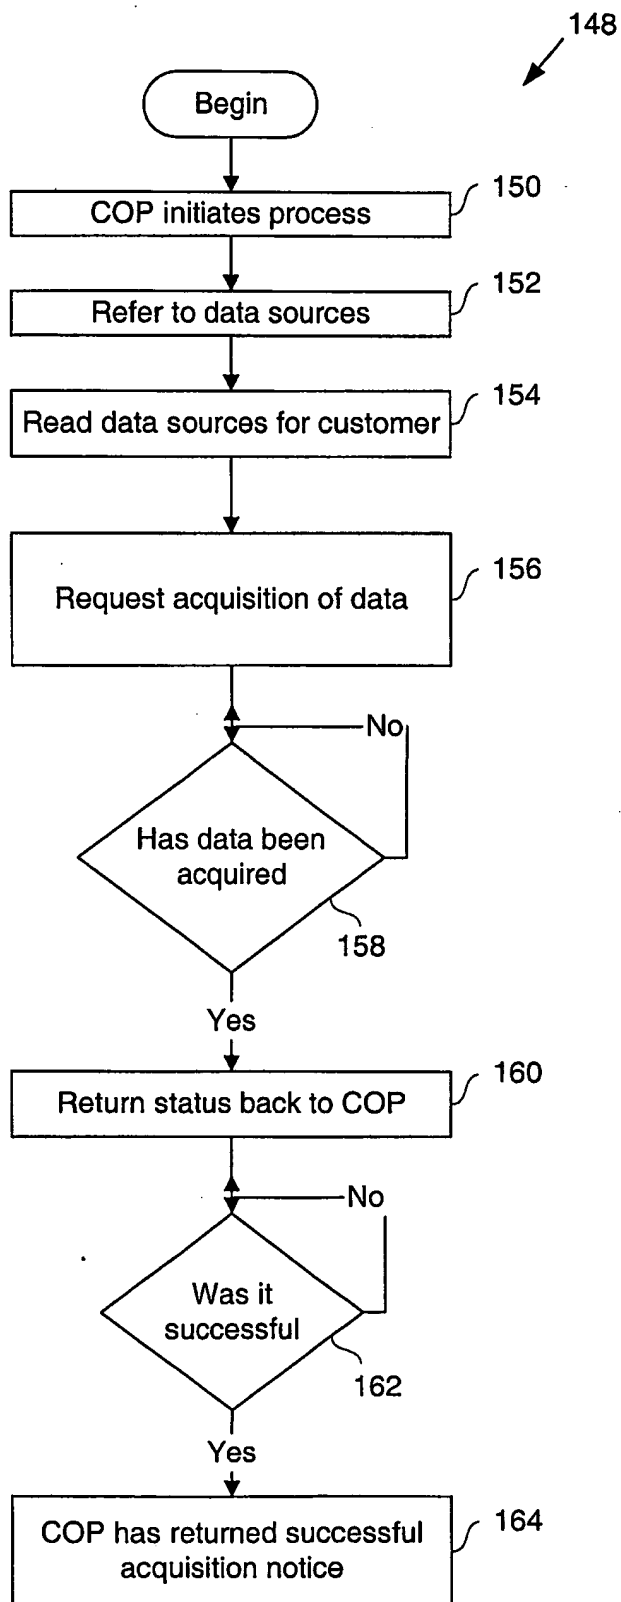 148
Begin
COP initiates process
150
Refer to data sources
152
Read data sources for customer
154
Request acquisition of data
156
No
Has data been
acquired
158
Yes
Return status back to COP
160
No
Was it
successful
162
Yes
COP has returned successful
acquisition notice
164